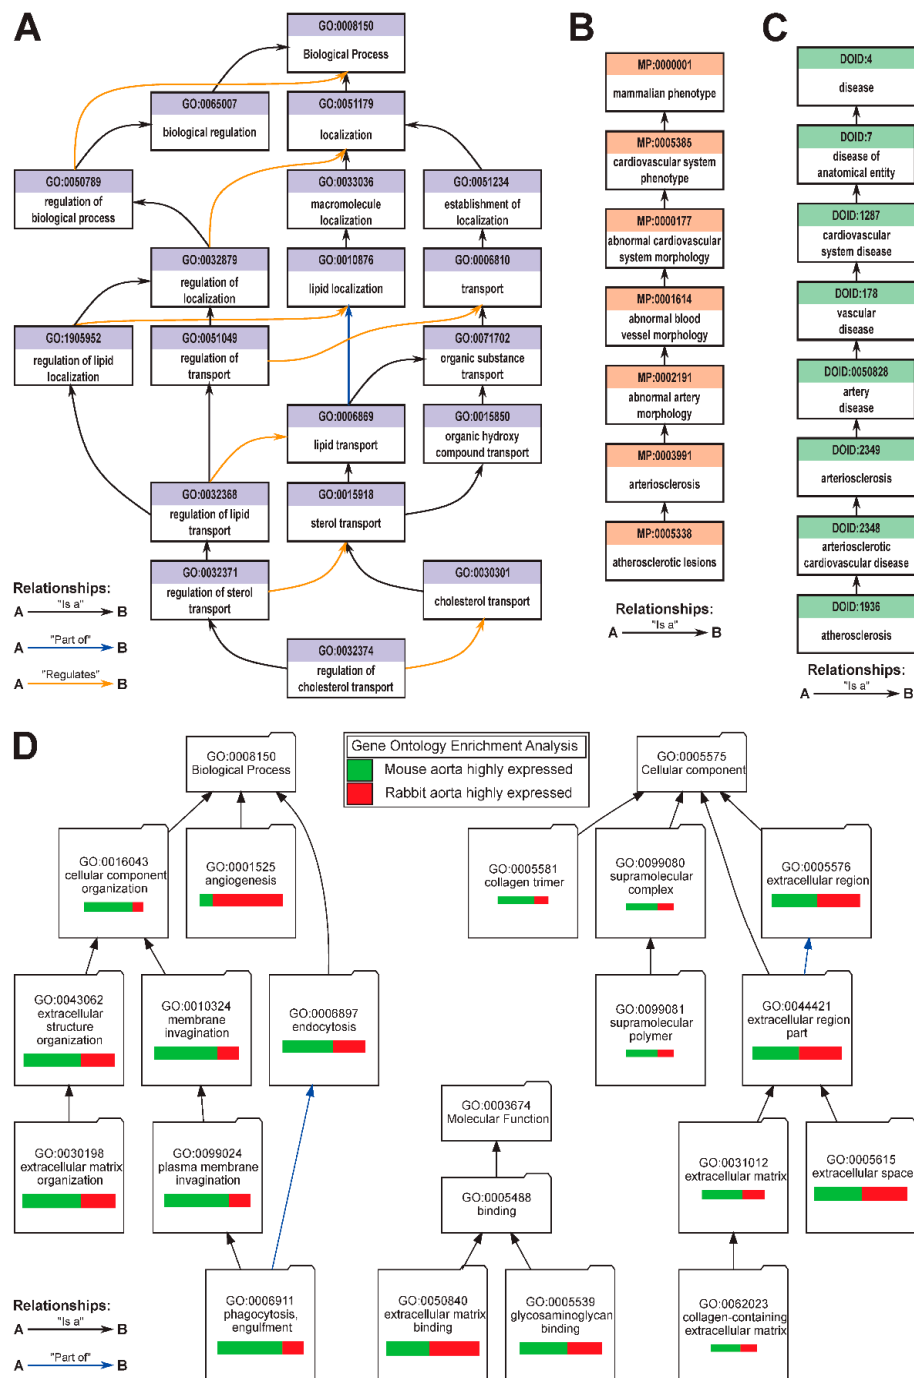 A
GO:0008150
Biological Process
GO:0065007
biological regulation
GO:0051179
localization
GO:0050789
regulation of
biological process
GO:0033036
macromolecule
localization
GO:0051234
establishment of
localization
GO:0032879
regulation of
localization
GO:0010876
lipid localization
GO:0006810
transport
GO:1905952
regulation of lipid
localization
GO:0051049
regulation of
transport
GO:0071702
organic substance
transport
GO:0006869
lipid transport
GO:0015850
organic hydroxy
compound transport
GO:0032368
regulation of lipid
transport
GO:0015918
sterol transport
GO:0032371
regulation of sterol
transport
GO:0030301
cholesterol transport
GO:0032374
regulation of
cholesterol transport
Relationships:
A "Is a" B
A "Part of" B
A "Regulates" B
B
MP:0000001
mammalian phenotype
MP:0005385
cardiovascular system
phenotype
MP:0000177
abnormal cardiovascular
system morphology
MP:0001614
abnormal blood
vessel morphology
MP:0002191
abnormal artery
morphology
MP:0003991
arteriosclerosis
MP:0005338
atherosclerotic lesions
Relationships:
A "Is a" B
C
DOID:4
disease
DOID:7
disease of
anatomical entity
DOID:1287
cardiovascular
system disease
DOID:178
vascular
disease
DOID:0050828
artery
disease
DOID:2349
arteriosclerosis
DOID:2348
arteriosclerotic
cardiovascular disease
DOID:1936
atherosclerosis
Relationships:
A "Is a" B
D
GO:0008150
Biological Process
Gene Ontology Enrichment Analysis
Mouse aorta highly expressed
Rabbit aorta highly expressed
GO:0005575
Cellular component
GO:0016043
cellular component
organization
GO:0001525
angiogenesis
GO:0005581
collagen trimer
GO:0099080
supramolecular
complex
GO:0005576
extracellular region
GO:0043062
extracellular
structure
organization
GO:0010324
membrane
invagination
GO:0006897
endocytosis
GO:0099081
supramolecular
polymer
GO:0044421
extracellular region
part
GO:0003674
Molecular Function
GO:0030198
extracellular matrix
organization
GO:0099024
plasma membrane
invagination
GO:0005488
binding
GO:0031012
extracellular matrix
GO:0005615
extracellular space
GO:0006911
phagocytosis,
engulfment
GO:0050840
extracellular matrix
binding
GO:0005539
glycosaminoglycan
binding
GO:0062023
collagen-containing
extracellular matrix
Relationships:
A "Is a" B
A "Part of" B